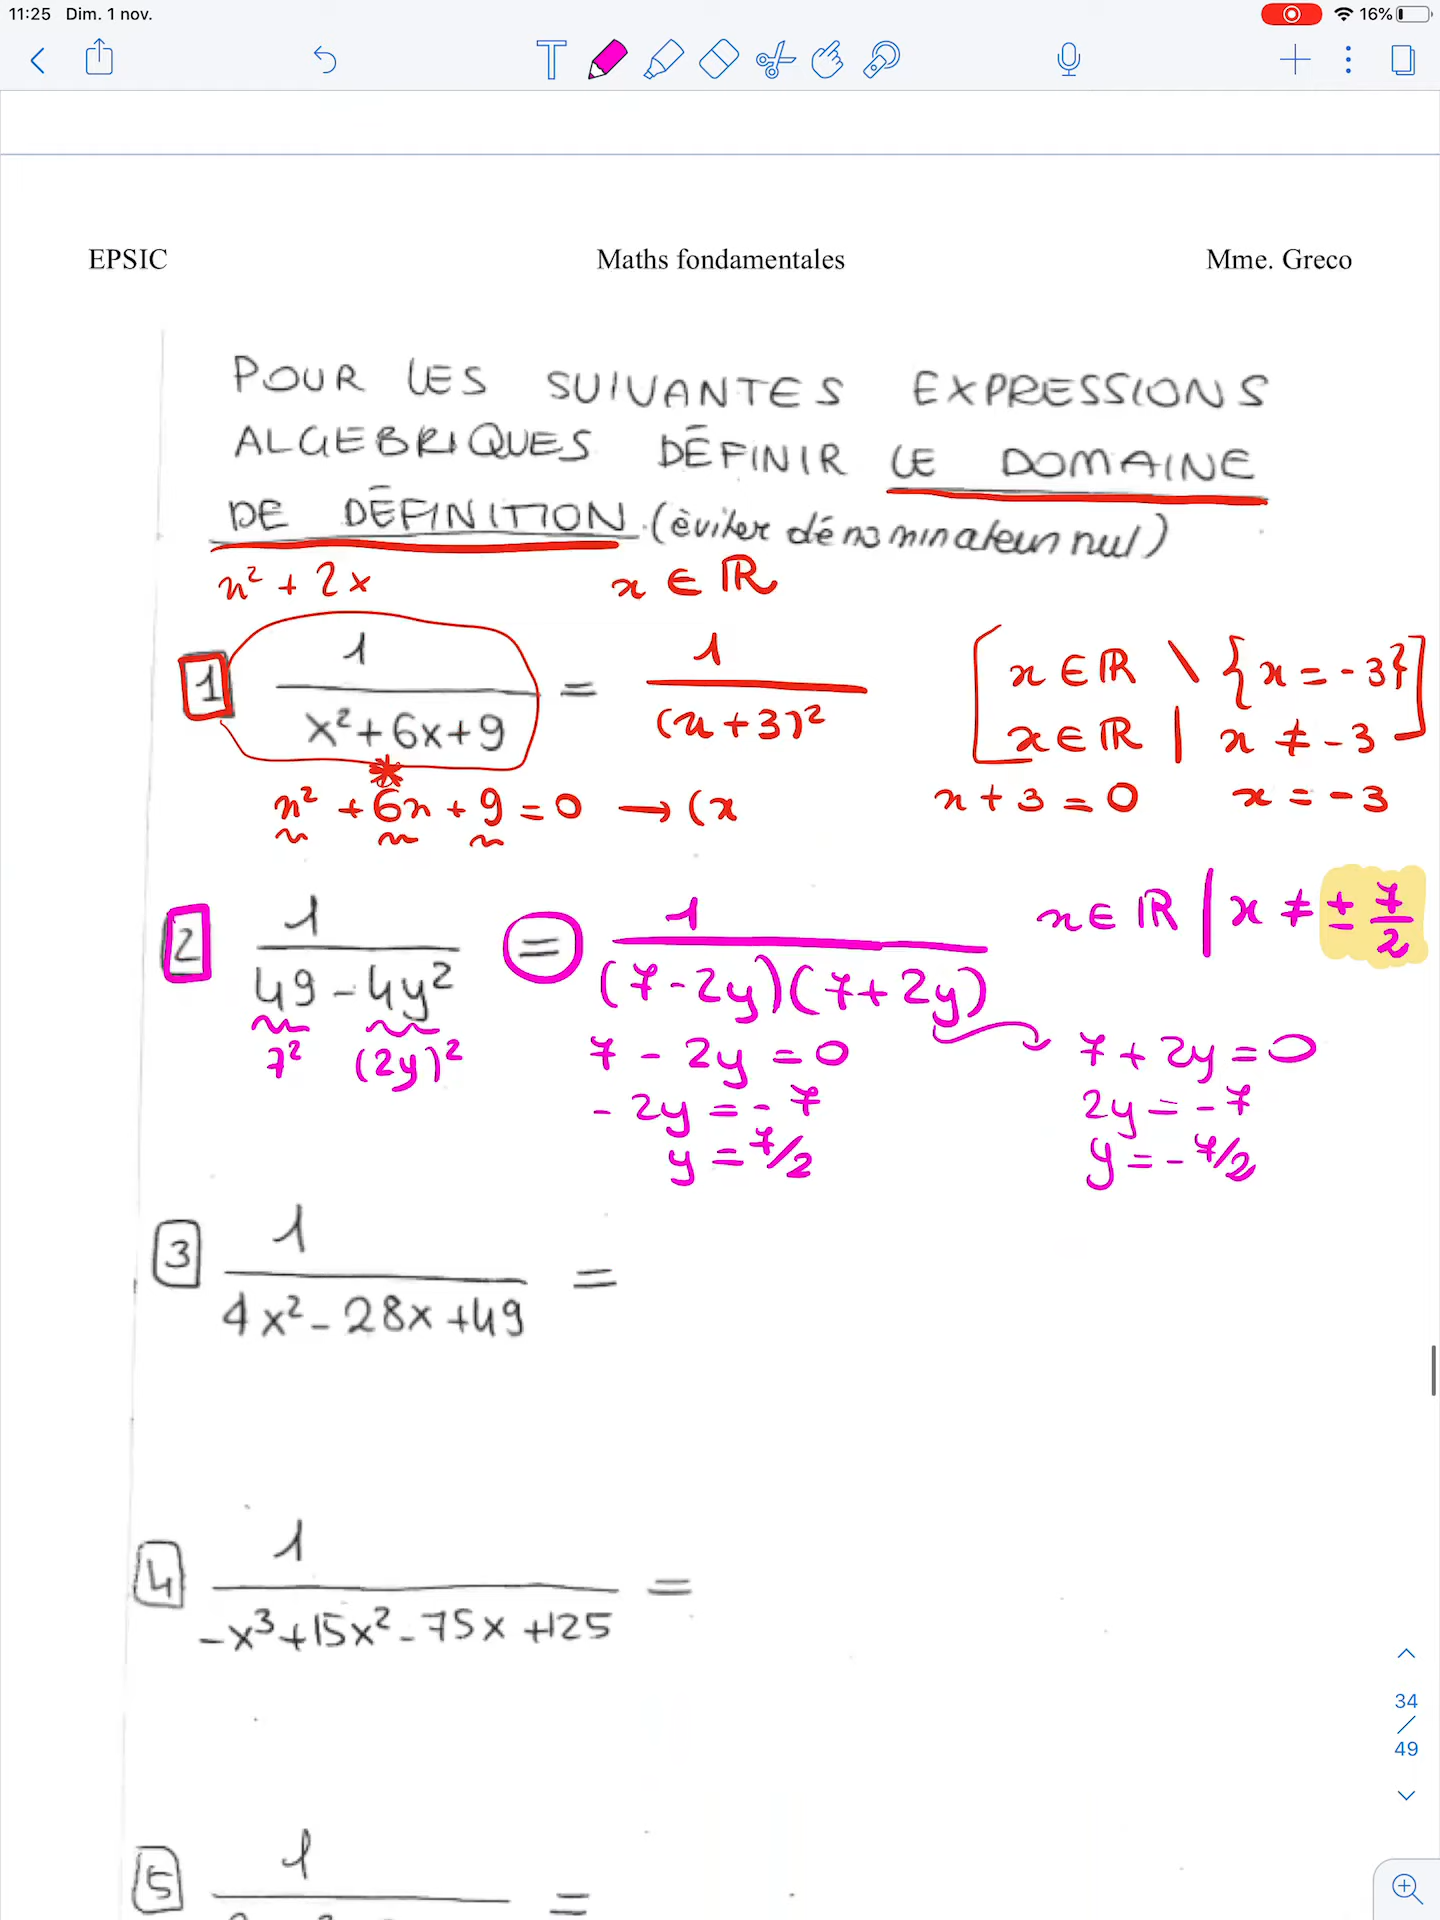 11:25 Dim. 1 nov. 16%
EPSIC Maths fondamentales Mme. Greco
POUR LES SUIVANTES EXPRESSIONS
ALGEBRIQUES DÉFINIR LE DOMAINE
DE DÉFINITION (èviter dénominateur nul)
x² + 2x x ∈ ℝ
1 1/(x²+6x+9) = 1/(x+3)² x ∈ ℝ \ {x = -3}
x ∈ ℝ | x ≠ -3
x² + 6x + 9 = 0 → (x x + 3 = 0 x = -3
2 1/(49 - 4y²) = 1/((7-2y)(7+2y)) x ∈ ℝ | x ≠ ± 7/2
7² (2y)² 7 - 2y = 0 7 + 2y = 0
- 2y = - 7 2y = - 7
y = 7/2 y = - 7/2
3 1/(4x² - 28x + 49) =
4 1/(-x³ + 15x² - 75x + 125) =
34
/
49
5 1 =